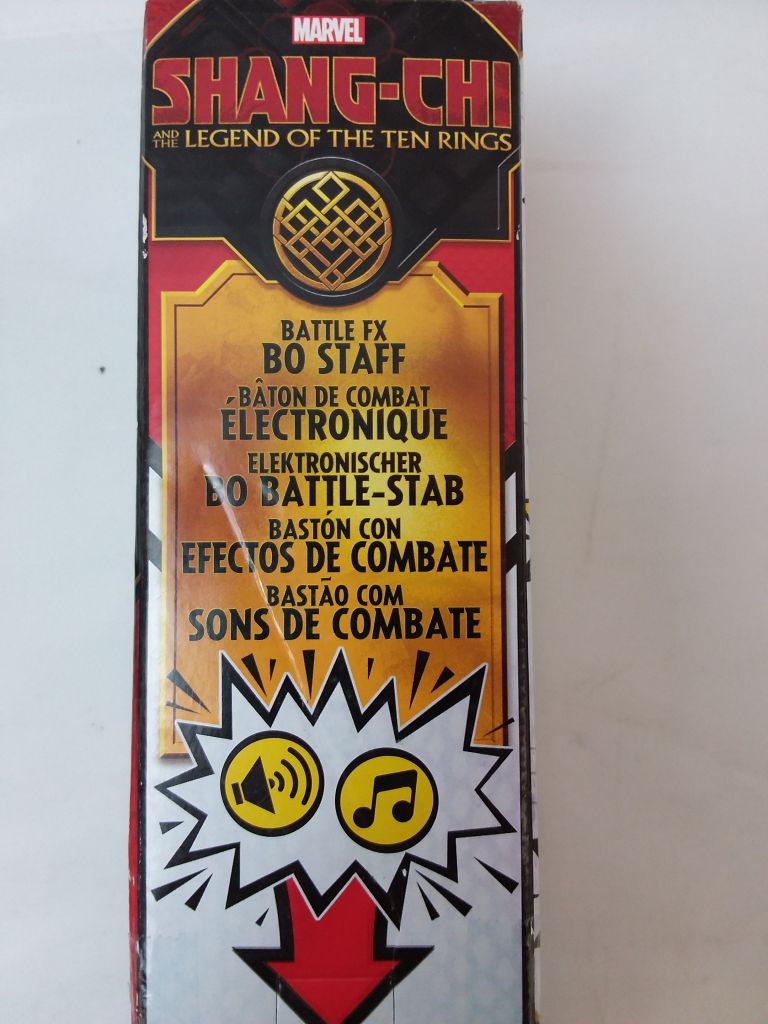 MARVEL
SHANG-CHI
AND THE LEGEND OF THE TEN RINGS
BATTLE FX
BO STAFF
BÂTON DE COMBAT
ÉLECTRONIQUE
ELEKTRONISCHER
BO BATTLE-STAB
BASTÓN CON
EFECTOS DE COMBATE
BASTÃO COM
SONS DE COMBATE